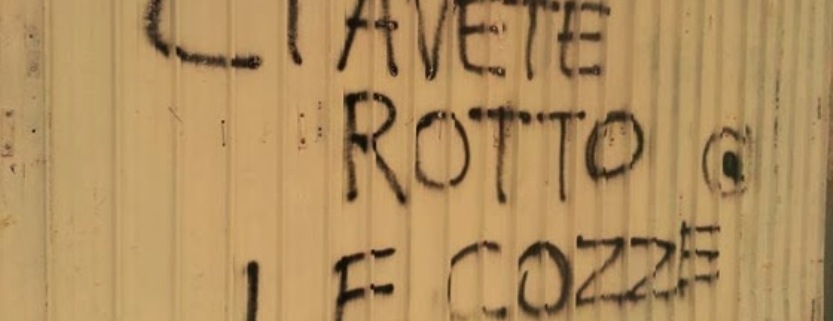 CI AVETE
ROTTO @
LE COZZE